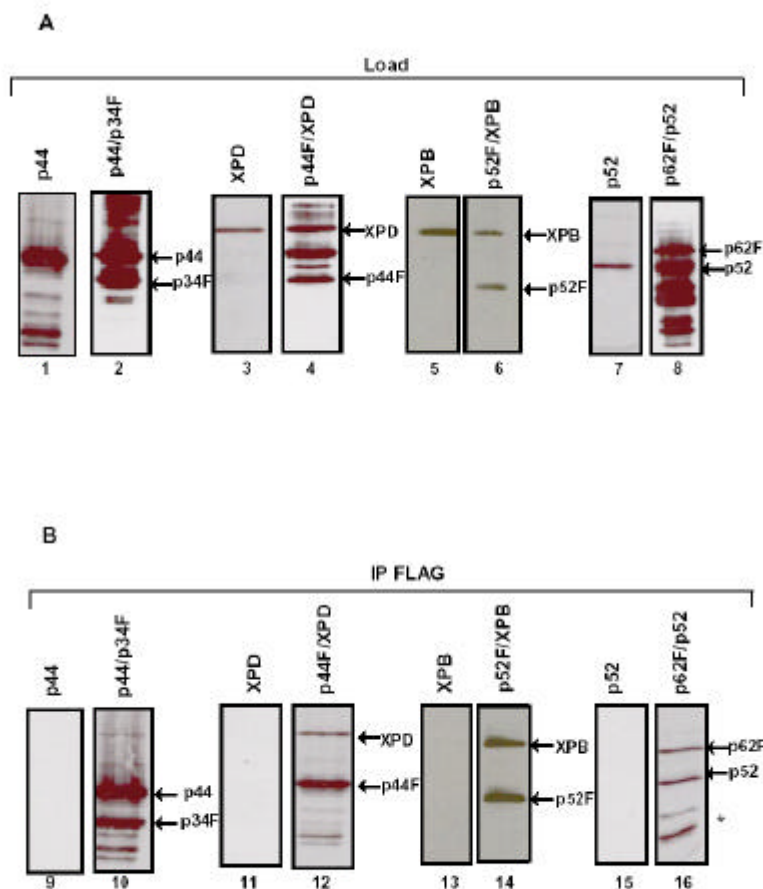 A
Load
p44
p44/p34F
XPD
p44F/XPD
XPB
p52F/XPB
p52
p62F/p52
p44
p34F
XPD
p44F
XPB
p52F
p62F
p52
1 2 3 4 5 6 7 8
B
IP FLAG
p44
p44/p34F
XPD
p44F/XPD
XPB
p52F/XPB
p52
p62F/p52
p44
p34F
XPD
p44F
XPB
p52F
p62F
p52
*
9 10 11 12 13 14 15 16